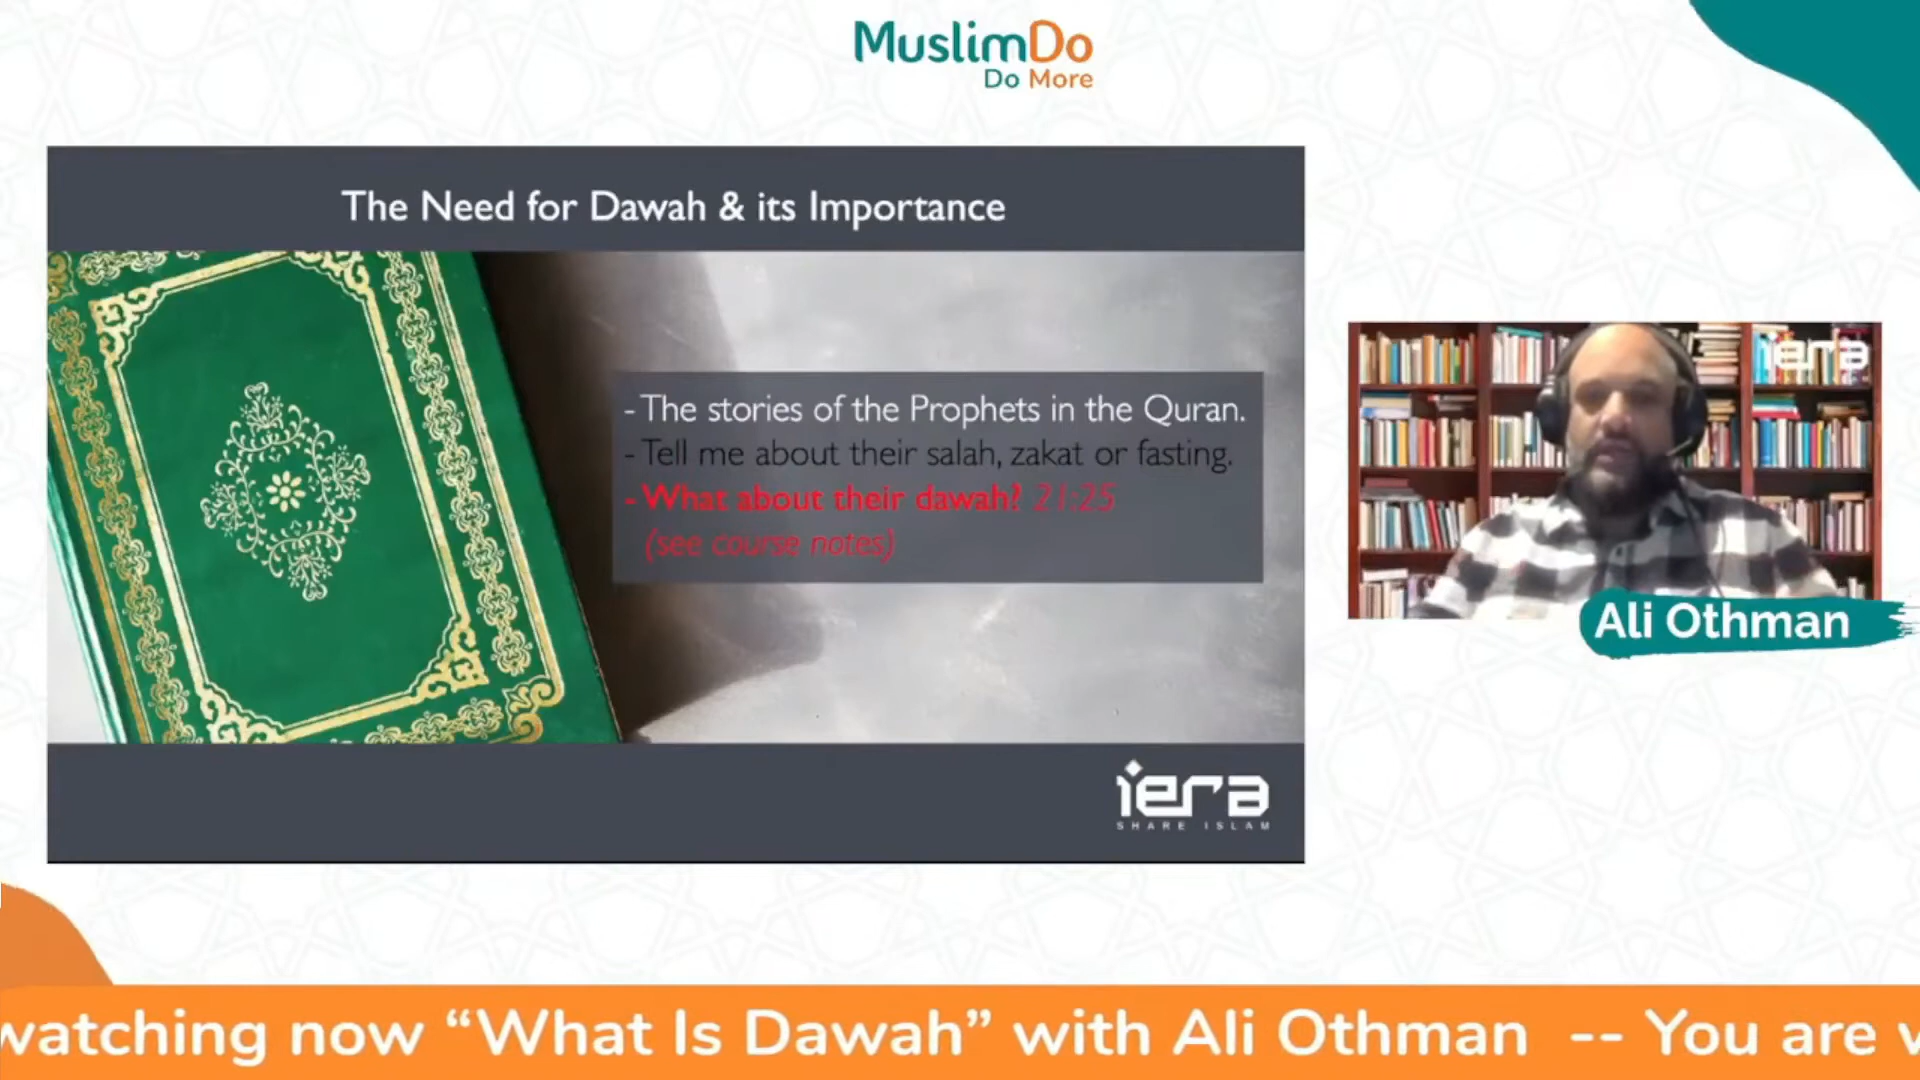 MuslimDo
Do More
The Need for Dawah & its Importance
- The stories of the Prophets in the Quran.
- Tell me about their salah, zakat or fasting.
- What about their dawah? 21:25
(see course notes)
iera
SHARE ISLAM
iera
Ali Othman
watching now “What Is Dawah” with Ali Othman -- You are w